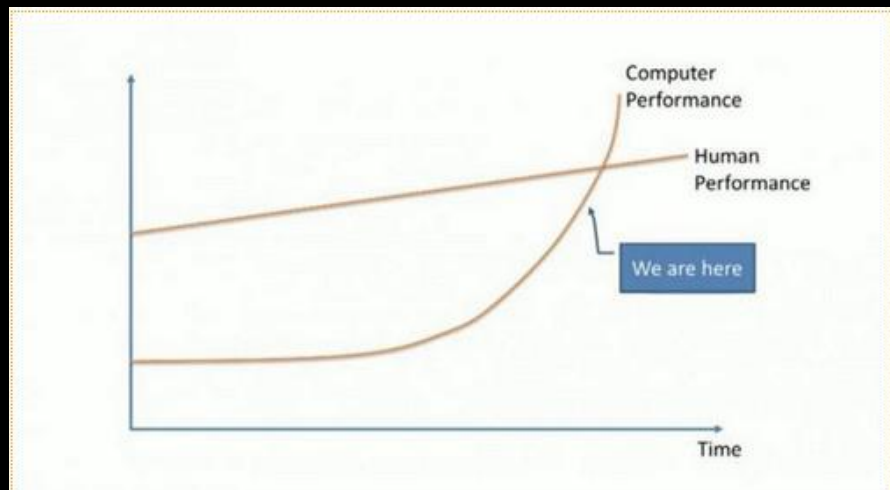 Computer
Performance
Human
Performance
We are here
Time